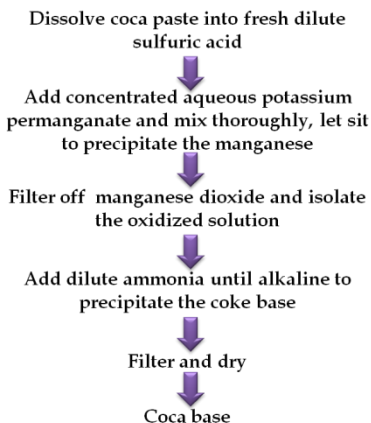 Dissolve coca paste into fresh dilute
sulfuric acid
Add concentrated aqueous potassium
permanganate and mix thoroughly, let sit
to precipitate the manganese
Filter off manganese dioxide and isolate
the oxidized solution
Add dilute ammonia until alkaline to
precipitate the coke base
Filter and dry
Coca base